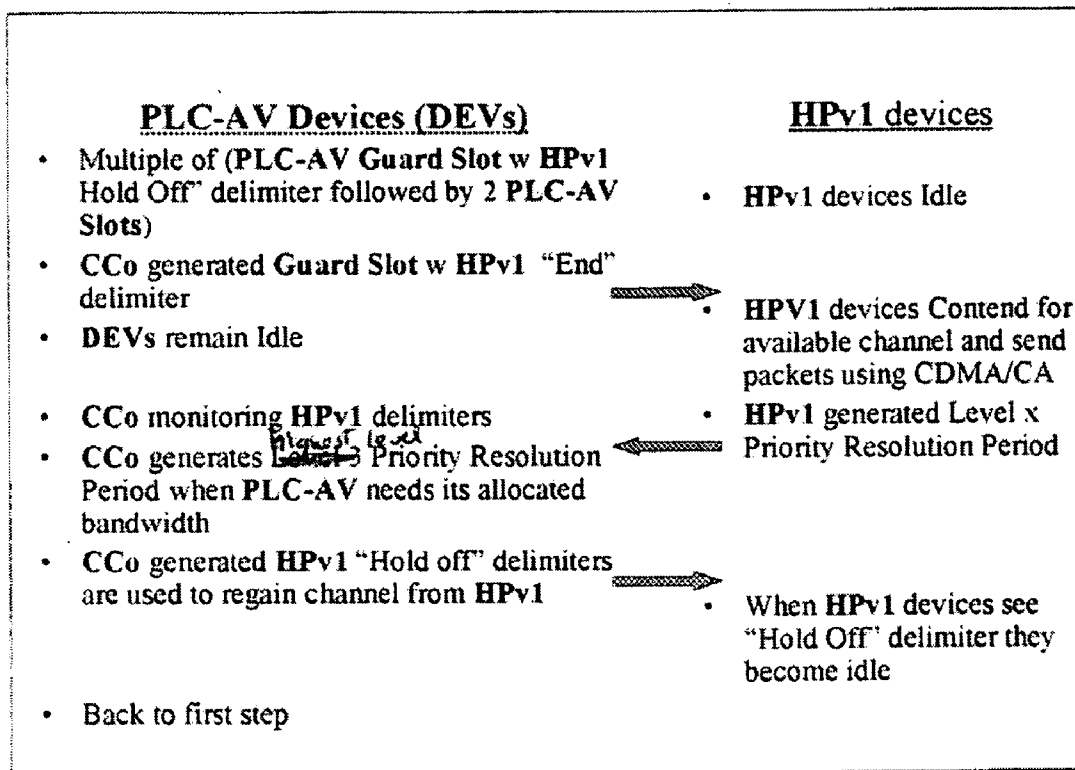 PLC-AV Devices (DEVs)
• Multiple of (PLC-AV Guard Slot w HPv1
Hold Off" delimiter followed by 2 PLC-AV
Slots)
• CCo generated Guard Slot w HPv1 "End"
delimiter
• DEVs remain Idle
• CCo monitoring HPv1 delimiters
highest level
• CCo generates Level 3 Priority Resolution
Period when PLC-AV needs its allocated
bandwidth
• CCo generated HPv1 "Hold off" delimiters
are used to regain channel from HPv1
• Back to first step
HPv1 devices
• HPv1 devices Idle
• HPV1 devices Contend for
available channel and send
packets using CDMA/CA
• HPv1 generated Level x
Priority Resolution Period
• When HPv1 devices see
"Hold Off" delimiter they
become idle